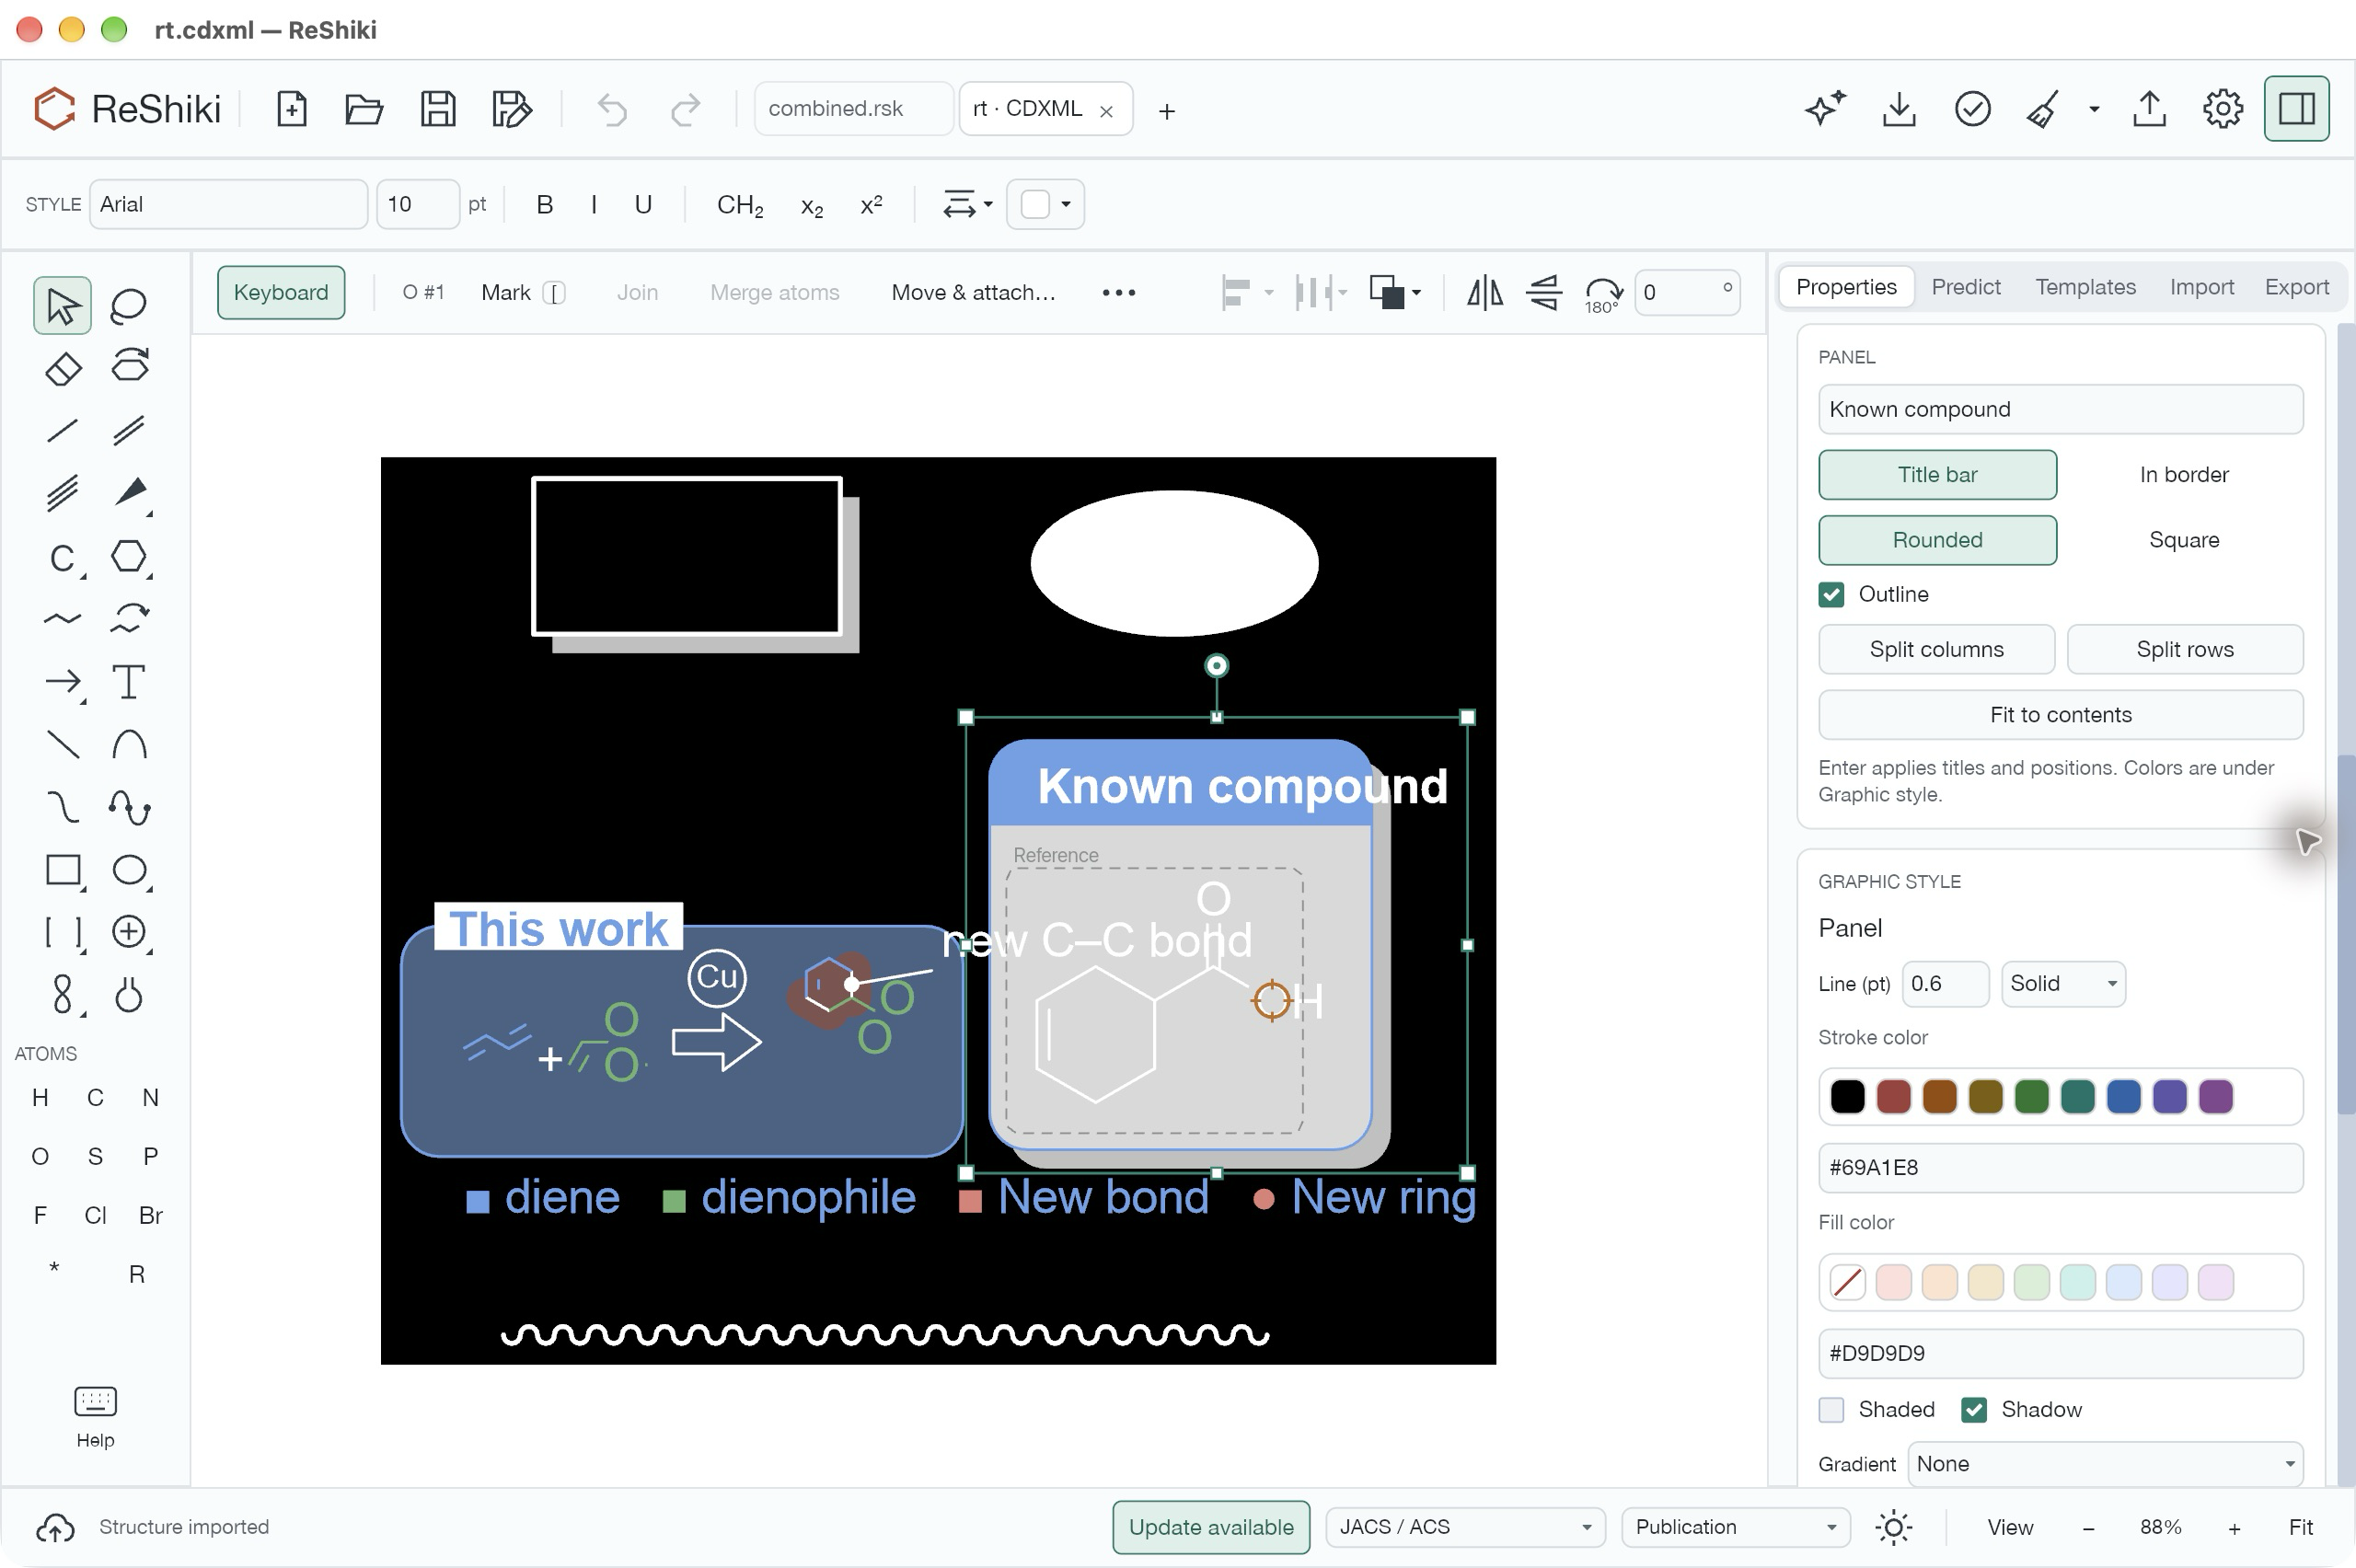 rt.cdxml — ReShiki
ReShiki
combined.rsk
rt · CDXML ×
+
STYLE Arial 10 pt B I U CH₂ x₂ x²
Keyboard O #1 Mark [ Join Merge atoms Move & attach… ••• 180° 0 °
Properties Predict Templates Import Export
C
T
[ ]
ATOMS
H C N
O S P
F Cl Br
* R
Help
Known compound
Reference
O
new C–C bond
OH
This work
Cu
O
O
+
O
O
diene dienophile New bond New ring
PANEL
Known compound
Title bar In border
Rounded Square
Outline
Split columns Split rows
Fit to contents
Enter applies titles and positions. Colors are under
Graphic style.
GRAPHIC STYLE
Panel
Line (pt) 0.6 Solid
Stroke color
#69A1E8
Fill color
#D9D9D9
Shaded Shadow
Gradient None
Structure imported
Update available JACS / ACS Publication View − 88% + Fit